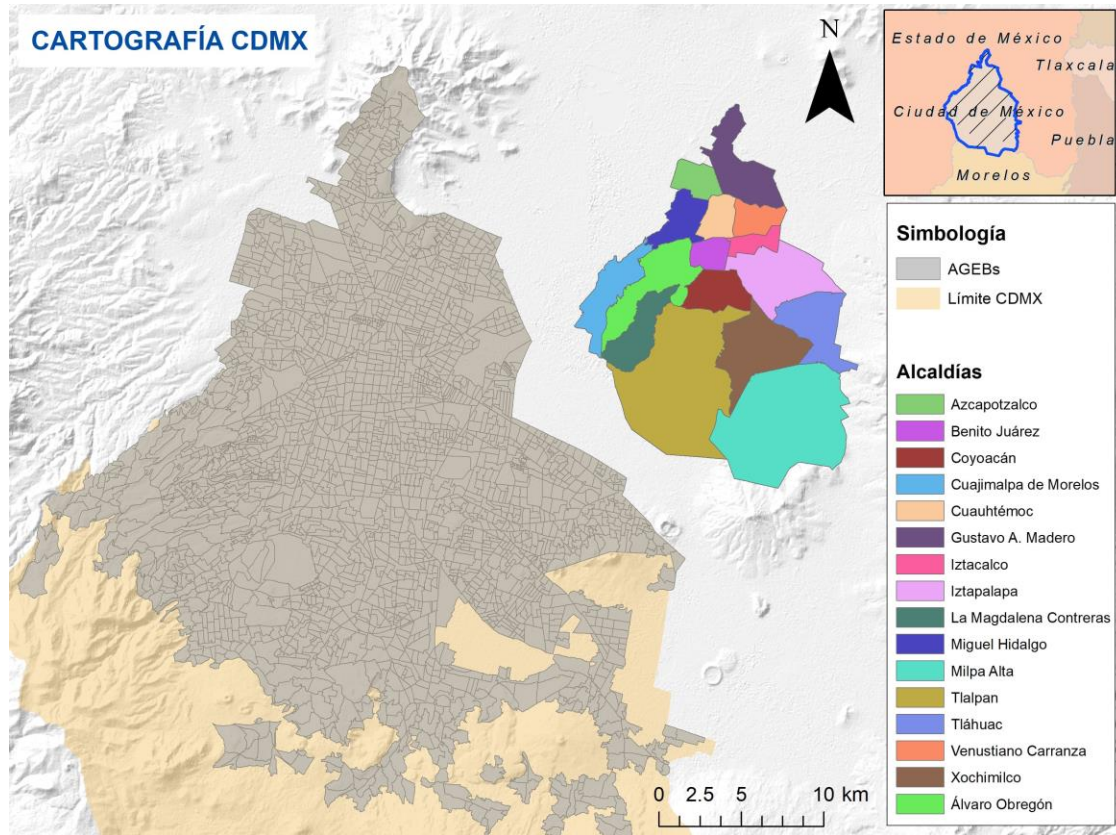 CARTOGRAFÍA CDMX
N
Estado de México
Tlaxcala
Ciudad de México
Puebla
Morelos
Simbología
AGEBs
Límite CDMX
Alcaldías
Azcapotzalco
Benito Juárez
Coyoacán
Cuajimalpa de Morelos
Cuauhtémoc
Gustavo A. Madero
Iztacalco
Iztapalapa
La Magdalena Contreras
Miguel Hidalgo
Milpa Alta
Tlalpan
Tláhuac
Venustiano Carranza
Xochimilco
Álvaro Obregón
0 2.5 5 10 km